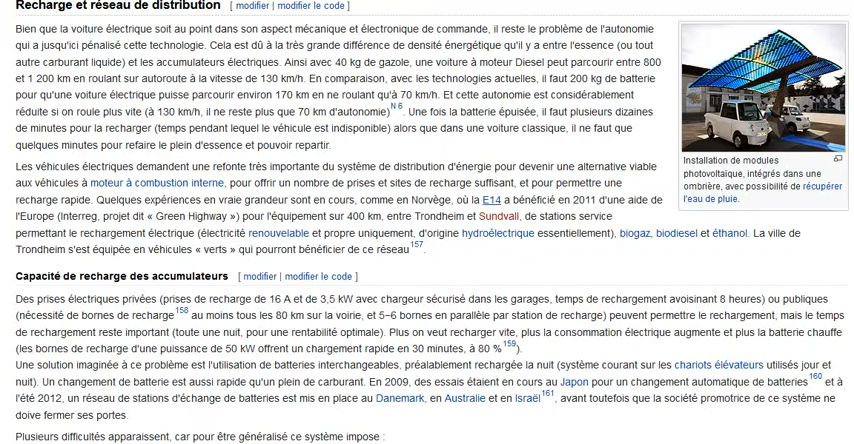 Recharge et réseau de distribution [ modifier | modifier le code ]
Bien que la voiture électrique soit au point dans son aspect mécanique et électronique de commande, il reste le problème de l'autonomie
qui a jusqu'ici pénalisé cette technologie. Cela est dû à la très grande différence de densité énergétique qu'il y a entre l'essence (ou tout
autre carburant liquide) et les accumulateurs électriques. Ainsi avec 40 kg de gazole, une voiture à moteur Diesel peut parcourir entre 800
et 1 200 km en roulant sur autoroute à la vitesse de 130 km/h. En comparaison, avec les technologies actuelles, il faut 200 kg de batterie
pour qu'une voiture électrique puisse parcourir environ 170 km en ne roulant qu'à 70 km/h. Et cette autonomie est considérablement
réduite si on roule plus vite (à 130 km/h, il ne reste plus que 70 km d'autonomie) N 6. Une fois la batterie épuisée, il faut plusieurs dizaines
de minutes pour la recharger (temps pendant lequel le véhicule est indisponible) alors que dans une voiture classique, il ne faut que
quelques minutes pour refaire le plein d'essence et pouvoir repartir.
Les véhicules électriques demandent une refonte très importante du système de distribution d'énergie pour devenir une alternative viable
aux véhicules à moteur à combustion interne, pour offrir un nombre de prises et sites de recharge suffisant, et pour permettre une
recharge rapide. Quelques expériences en vraie grandeur sont en cours, comme en Norvège, où la E14 a bénéficié en 2011 d'une aide de
l'Europe (Interreg, projet dit « Green Highway ») pour l'équipement sur 400 km, entre Trondheim et Sundvall, de stations service
permettant le rechargement électrique (électricité renouvelable et propre uniquement, d'origine hydroélectrique essentiellement), biogaz, biodiesel et éthanol. La ville de
Trondheim s'est équipée en véhicules « verts » qui pourront bénéficier de ce réseau 157.
Installation de modules
photovoltaïque, intégrés dans une
ombrière, avec possibilité de récupérer
l'eau de pluie.
Capacité de recharge des accumulateurs [ modifier | modifier le code ]
Des prises électriques privées (prises de recharge de 16 A et de 3,5 kW avec chargeur sécurisé dans les garages, temps de rechargement avoisinant 8 heures) ou publiques
(nécessité de bornes de recharge 158 au moins tous les 80 km sur la voirie, et 5–6 bornes en parallèle par station de recharge) peuvent permettre le rechargement, mais le temps
de rechargement reste important (toute une nuit, pour une rentabilité optimale). Plus on veut recharger vite, plus la consommation électrique augmente et plus la batterie chauffe
(les bornes de recharge d'une puissance de 50 kW offrent un chargement rapide en 30 minutes, à 80 % 159).
Une solution imaginée à ce problème est l'utilisation de batteries interchangeables, préalablement rechargée la nuit (système courant sur les chariots élévateurs utilisés jour et
nuit). Un changement de batterie est aussi rapide qu'un plein de carburant. En 2009, des essais étaient en cours au Japon pour un changement automatique de batteries 160 et à
l'été 2012, un réseau de stations d'échange de batteries est mis en place au Danemark, en Australie et en Israël 161, avant toutefois que la société promotrice de ce système ne
doive fermer ses portes.
Plusieurs difficultés apparaissent, car pour être généralisé ce système impose :